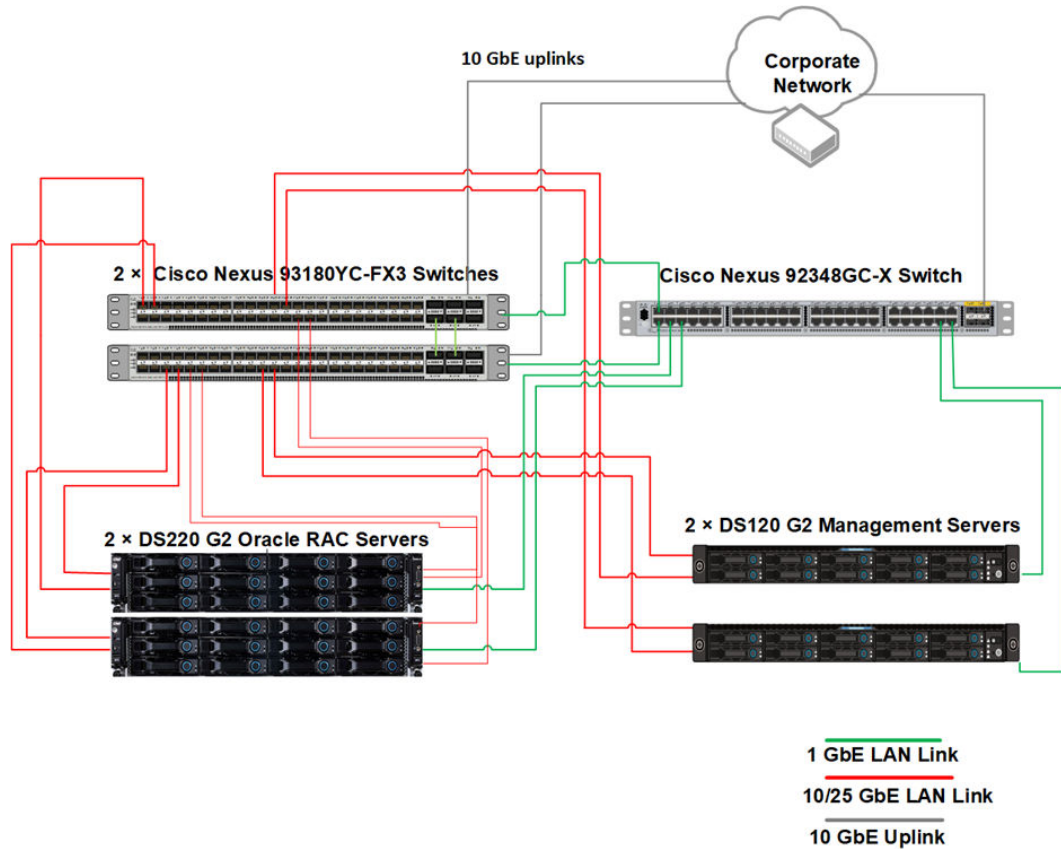 10 GbE uplinks
Corporate
Network
2 × Cisco Nexus 93180YC-FX3 Switches
Cisco Nexus 92348GC-X Switch
2 × DS220 G2 Oracle RAC Servers
2 × DS120 G2 Management Servers
1 GbE LAN Link
10/25 GbE LAN Link
10 GbE Uplink